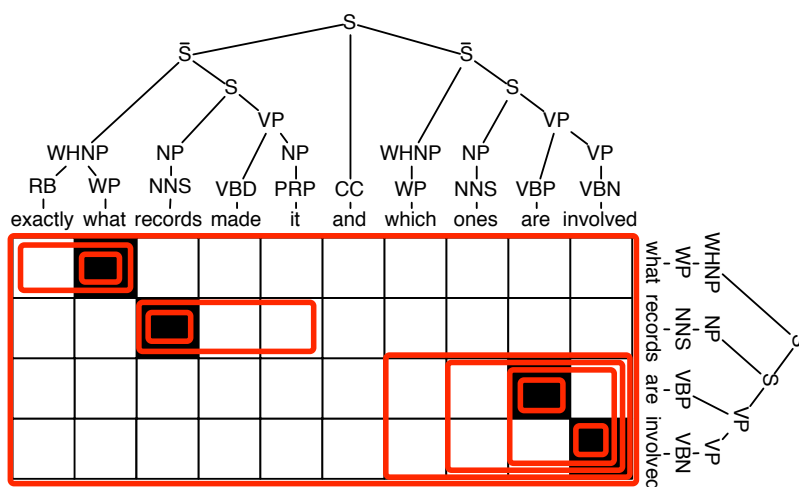 S
S̄ S̄
S S
VP VP
WHNP NP NP WHNP NP VP
RB WP NNS VBD PRP CC WP NNS VBP VBN
exactly what records made it and which ones are involved
S
S
VP
WHNP NP VP
WP NNS VBP VBN
what records are involved